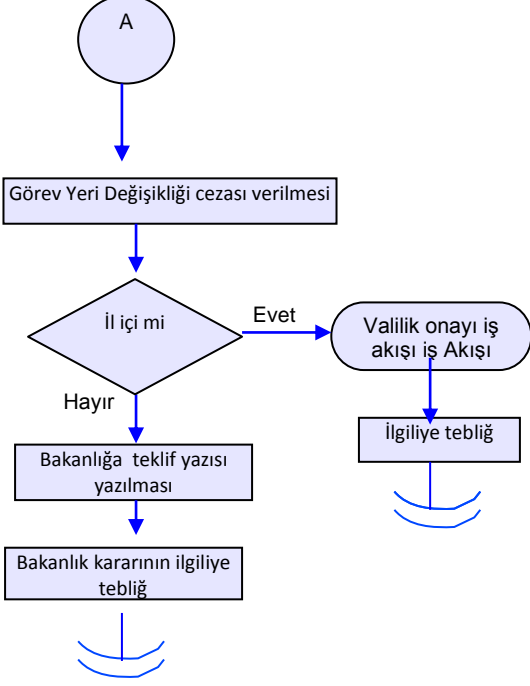 A
Görev Yeri Değişikliği cezası verilmesi
İl içi mi
Evet
Valilik onayı iş
akışı iş Akışı
Hayır
İlgiliye tebliğ
Bakanlığa teklif yazısı
yazılması
Bakanlık kararının ilgiliye
tebliğ